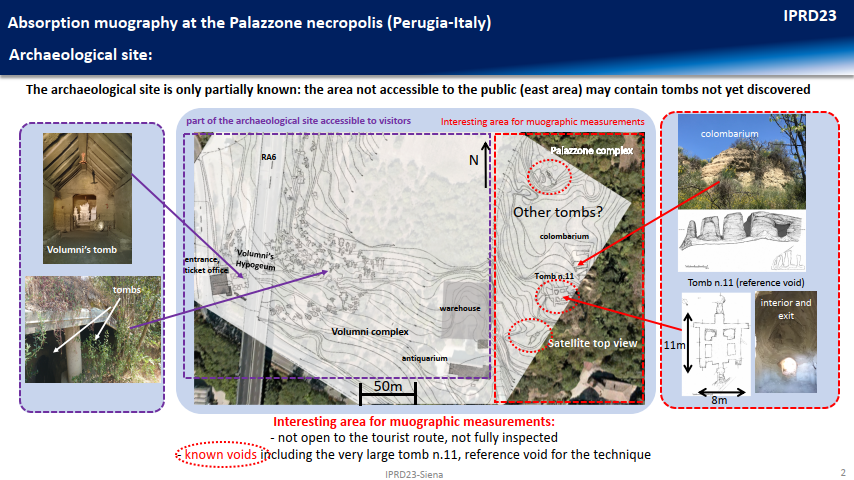 Absorption muography at the Palazzone necropolis (Perugia-Italy)
IPRD23
Archaeological site:
The archaeological site is only partially known: the area not accessible to the public (east area) may contain tombs not yet discovered
part of the archaeological site accessible to visitors
Interesting area for muographic measurements
Volumni's tomb
tombs
RA6
N
Palazzone complex
Other tombs?
colombarium
Volumni's
Hypogeum
entrance,
ticket office
Tomb n.11
warehouse
Volumni complex
Satellite top view
antiquarium
50m
colombarium
Tomb n.11 (reference void)
interior and
exit
11m
8m
Interesting area for muographic measurements:
- not open to the tourist route, not fully inspected
- known voids including the very large tomb n.11, reference void for the technique
IPRD23-Siena
2